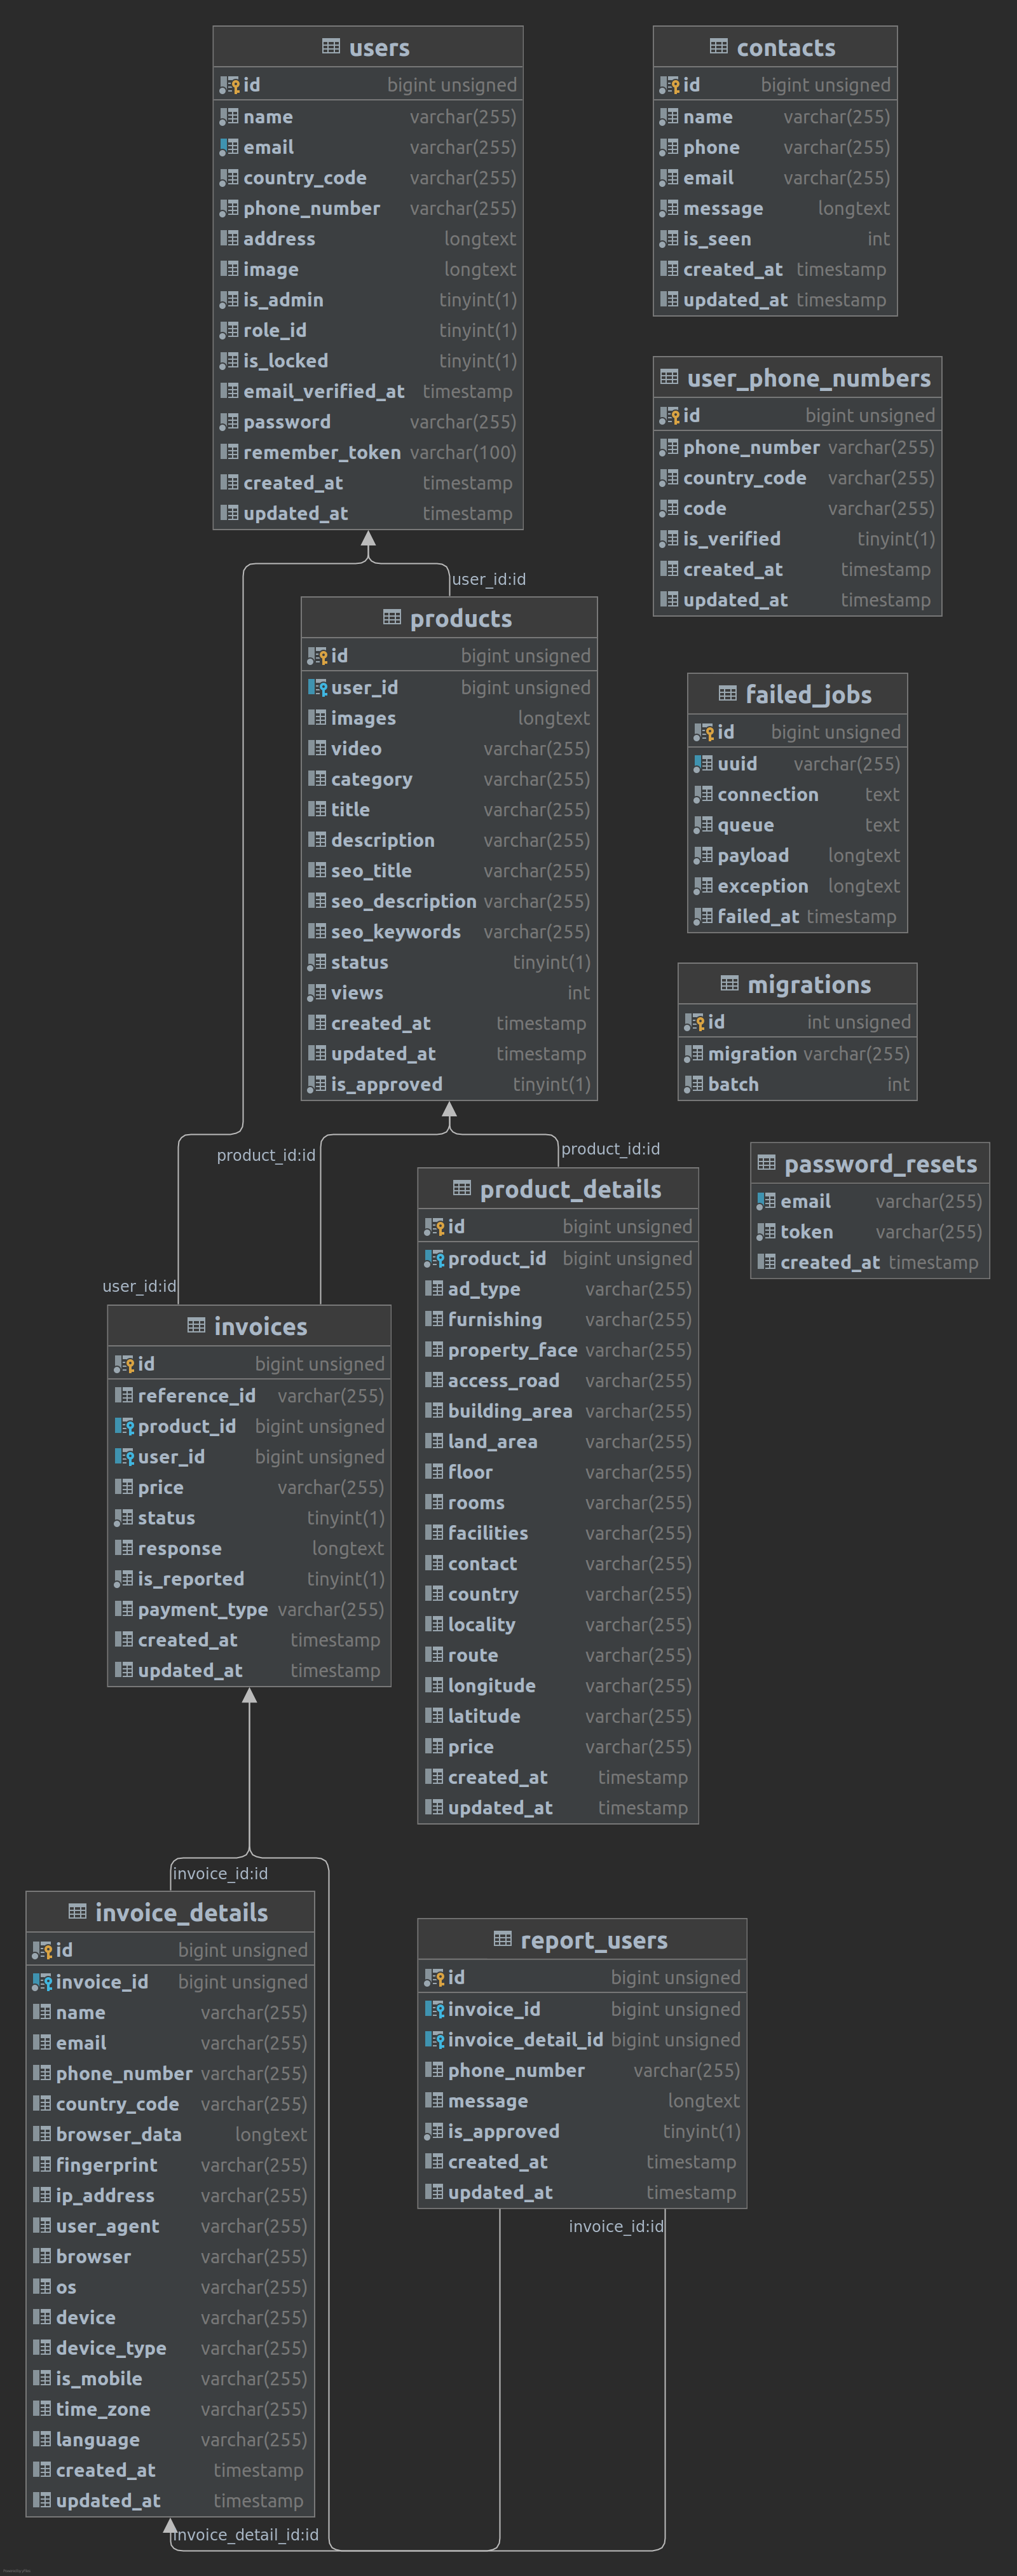 users
id bigint unsigned
name varchar(255)
email varchar(255)
country_code varchar(255)
phone_number varchar(255)
address longtext
image longtext
is_admin tinyint(1)
role_id tinyint(1)
is_locked tinyint(1)
email_verified_at timestamp
password varchar(255)
remember_token varchar(100)
created_at timestamp
updated_at timestamp
contacts
id bigint unsigned
name varchar(255)
phone varchar(255)
email varchar(255)
message longtext
is_seen int
created_at timestamp
updated_at timestamp
user_phone_numbers
id bigint unsigned
phone_number varchar(255)
country_code varchar(255)
code varchar(255)
is_verified tinyint(1)
created_at timestamp
updated_at timestamp
user_id:id
products
id bigint unsigned
user_id bigint unsigned
images longtext
video varchar(255)
category varchar(255)
title varchar(255)
description varchar(255)
seo_title varchar(255)
seo_description varchar(255)
seo_keywords varchar(255)
status tinyint(1)
views int
created_at timestamp
updated_at timestamp
is_approved tinyint(1)
failed_jobs
id bigint unsigned
uuid varchar(255)
connection text
queue text
payload longtext
exception longtext
failed_at timestamp
migrations
id int unsigned
migration varchar(255)
batch int
product_id:id
product_id:id
password_resets
email varchar(255)
token varchar(255)
created_at timestamp
product_details
id bigint unsigned
product_id bigint unsigned
ad_type varchar(255)
furnishing varchar(255)
property_face varchar(255)
access_road varchar(255)
building_area varchar(255)
land_area varchar(255)
floor varchar(255)
rooms varchar(255)
facilities varchar(255)
contact varchar(255)
country varchar(255)
locality varchar(255)
route varchar(255)
longitude varchar(255)
latitude varchar(255)
price varchar(255)
created_at timestamp
updated_at timestamp
user_id:id
invoices
id bigint unsigned
reference_id varchar(255)
product_id bigint unsigned
user_id bigint unsigned
price varchar(255)
status tinyint(1)
response longtext
is_reported tinyint(1)
payment_type varchar(255)
created_at timestamp
updated_at timestamp
invoice_id:id
invoice_details
id bigint unsigned
invoice_id bigint unsigned
name varchar(255)
email varchar(255)
phone_number varchar(255)
country_code varchar(255)
browser_data longtext
fingerprint varchar(255)
ip_address varchar(255)
user_agent varchar(255)
browser varchar(255)
os varchar(255)
device varchar(255)
device_type varchar(255)
is_mobile varchar(255)
time_zone varchar(255)
language varchar(255)
created_at timestamp
updated_at timestamp
report_users
id bigint unsigned
invoice_id bigint unsigned
invoice_detail_id bigint unsigned
phone_number varchar(255)
message longtext
is_approved tinyint(1)
created_at timestamp
updated_at timestamp
invoice_id:id
invoice_detail_id:id